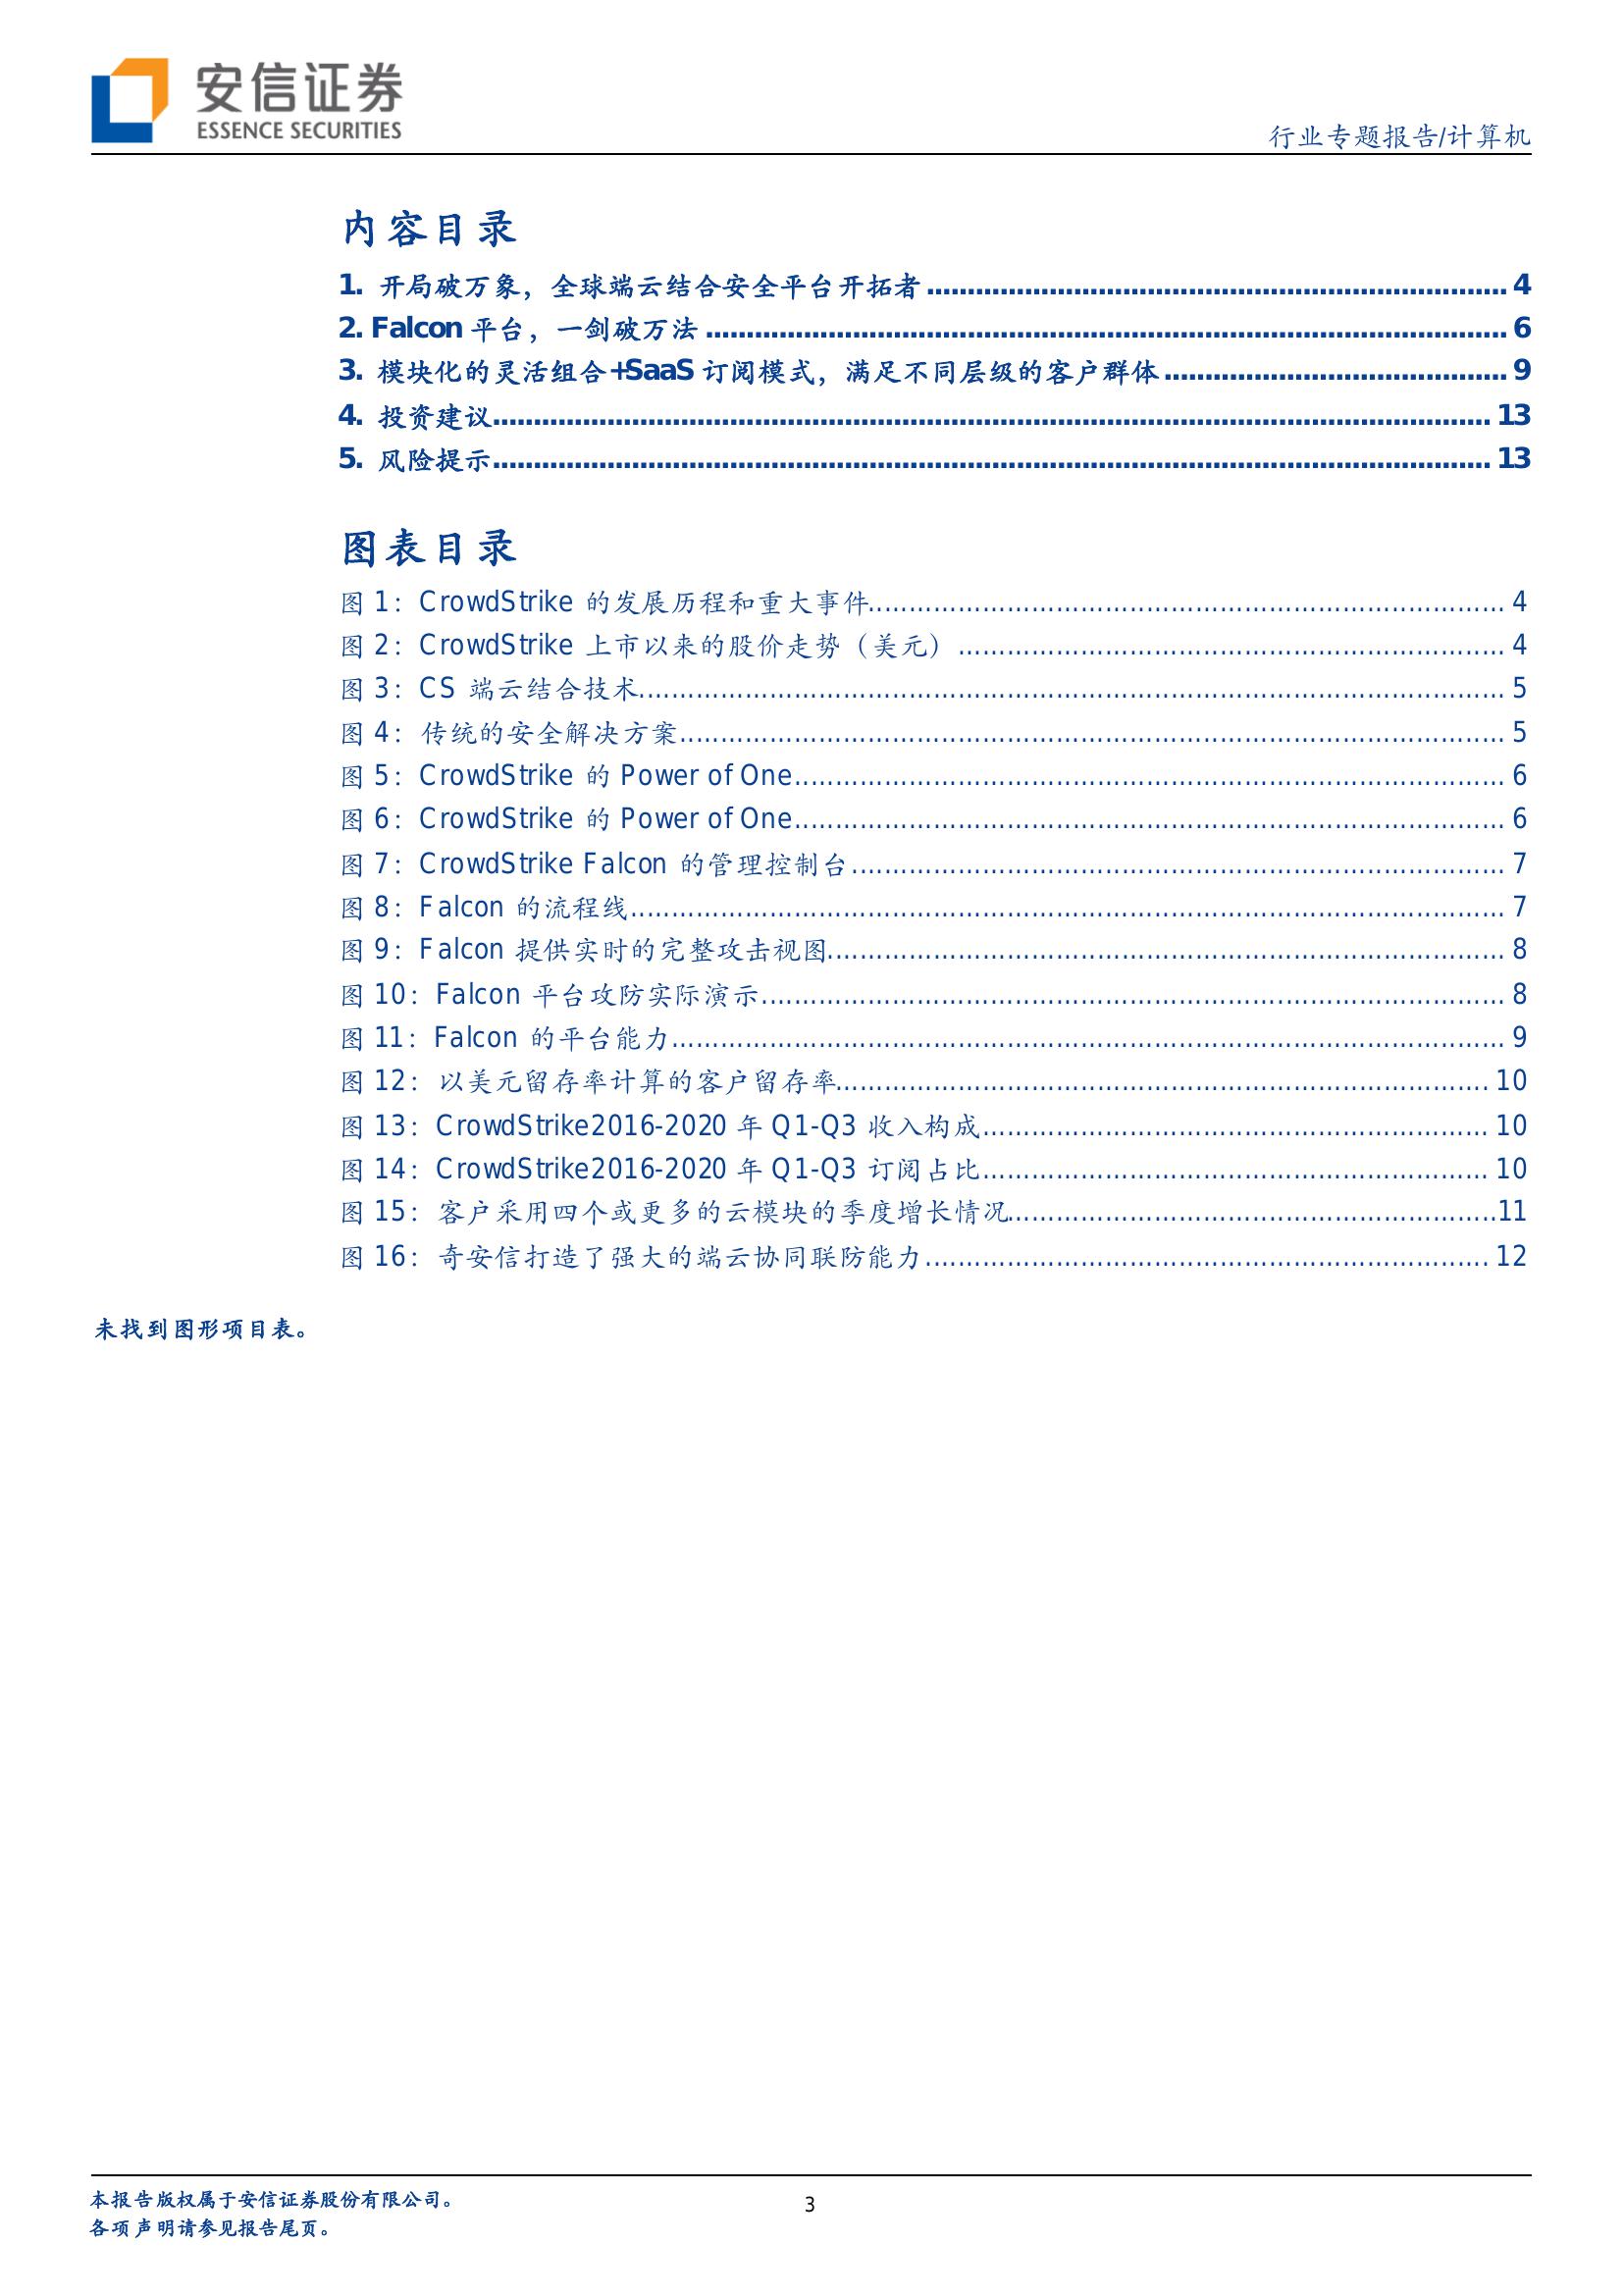 安信证券
ESSENCE SECURITIES
行业专题报告/计算机
内容目录
1. 开局破万象，全球端云结合安全平台开拓者 4
2. Falcon 平台，一剑破万法 6
3. 模块化的灵活组合+SaaS 订阅模式，满足不同层级的客户群体 9
4. 投资建议 13
5. 风险提示 13
图表目录
图 1：CrowdStrike 的发展历程和重大事件 4
图 2：CrowdStrike 上市以来的股价走势（美元） 4
图 3：CS 端云结合技术 5
图 4：传统的安全解决方案 5
图 5：CrowdStrike 的 Power of One 6
图 6：CrowdStrike 的 Power of One 6
图 7：CrowdStrike Falcon 的管理控制台 7
图 8：Falcon 的流程线 7
图 9：Falcon 提供实时的完整攻击视图 8
图 10：Falcon 平台攻防实际演示 8
图 11：Falcon 的平台能力 9
图 12：以美元留存率计算的客户留存率 10
图 13：CrowdStrike2016-2020 年 Q1-Q3 收入构成 10
图 14：CrowdStrike2016-2020 年 Q1-Q3 订阅占比 10
图 15：客户采用四个或更多的云模块的季度增长情况 11
图 16：奇安信打造了强大的端云协同联防能力 12
未找到图形项目表。
本报告版权属于安信证券股份有限公司。
3
各项声明请参见报告尾页。